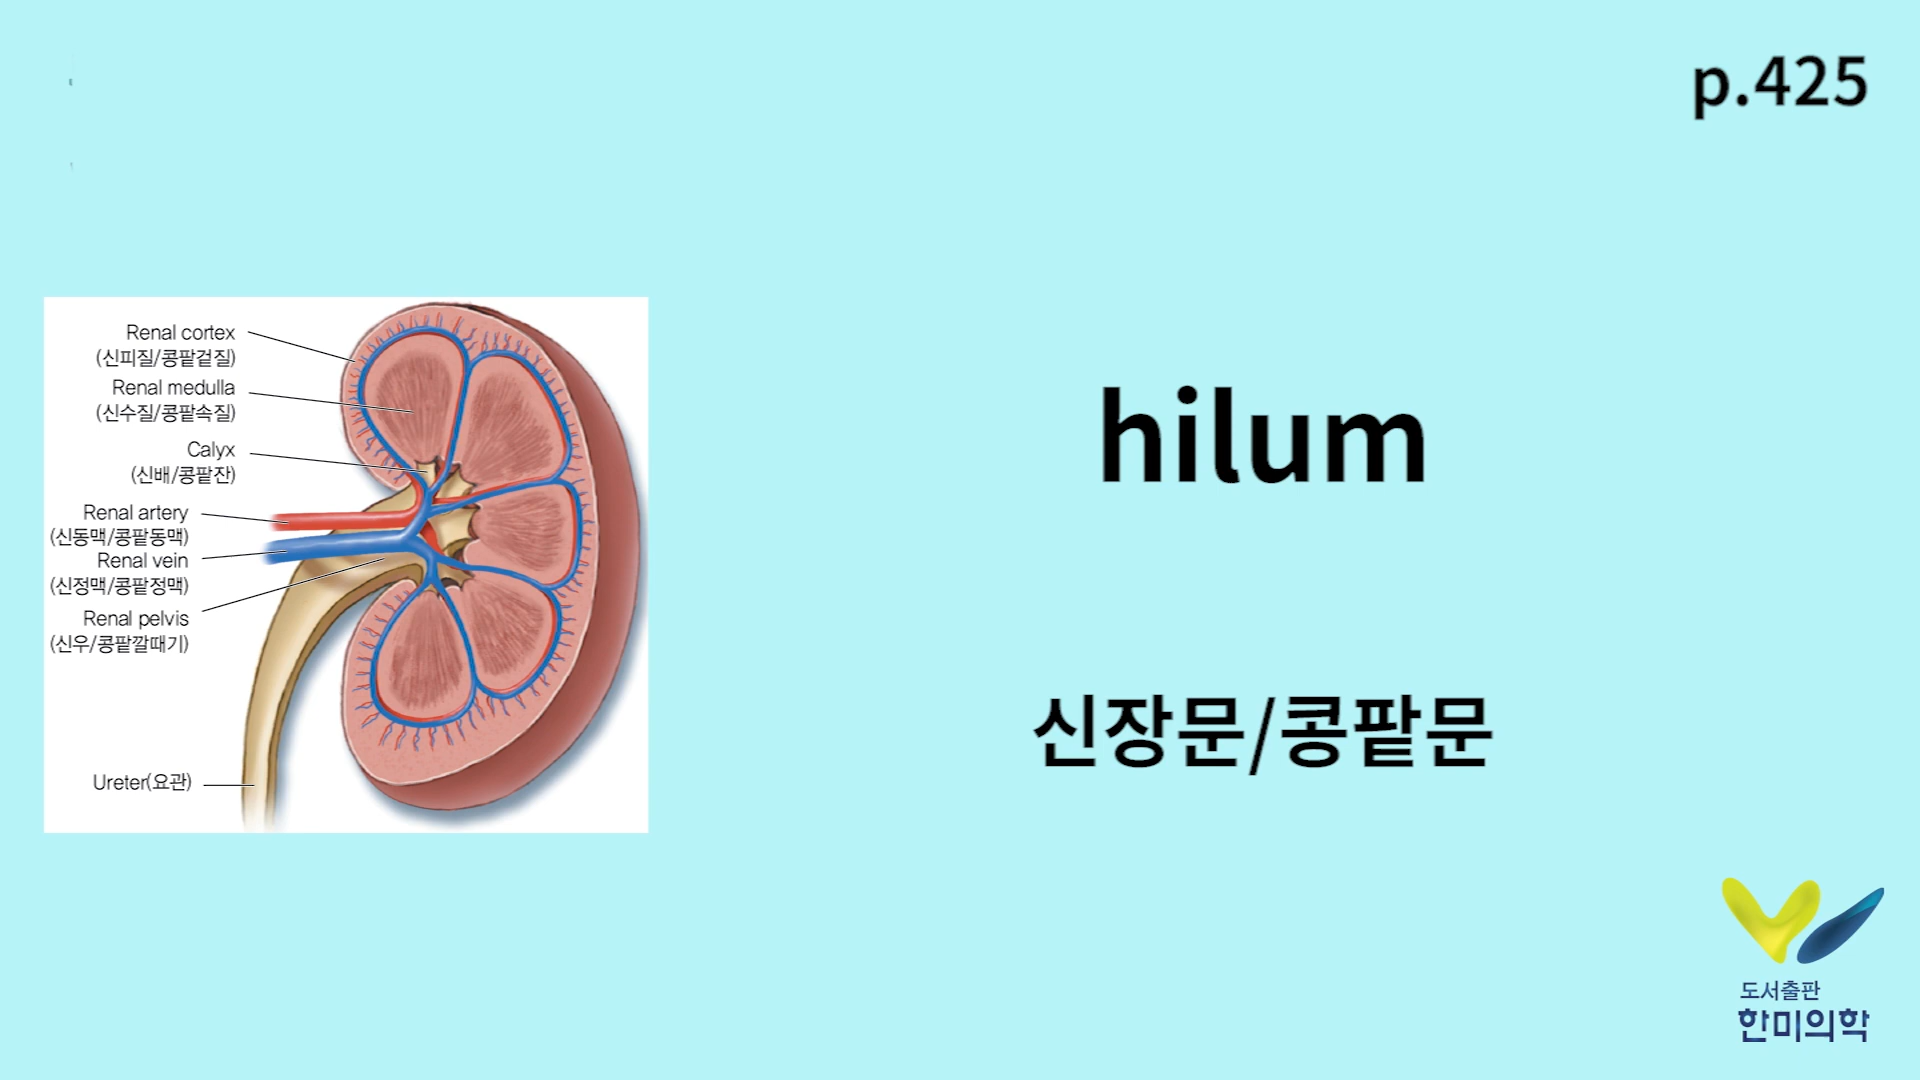 p.425
Renal cortex
(신피질/콩팥겉질)
Renal medulla
(신수질/콩팥속질)
Calyx
(신배/콩팥잔)
Renal artery
(신동맥/콩팥동맥)
Renal vein
(신정맥/콩팥정맥)
Renal pelvis
(신우/콩팥깔때기)
Ureter(요관)
hilum
신장문/콩팥문
도서출판
한미의학